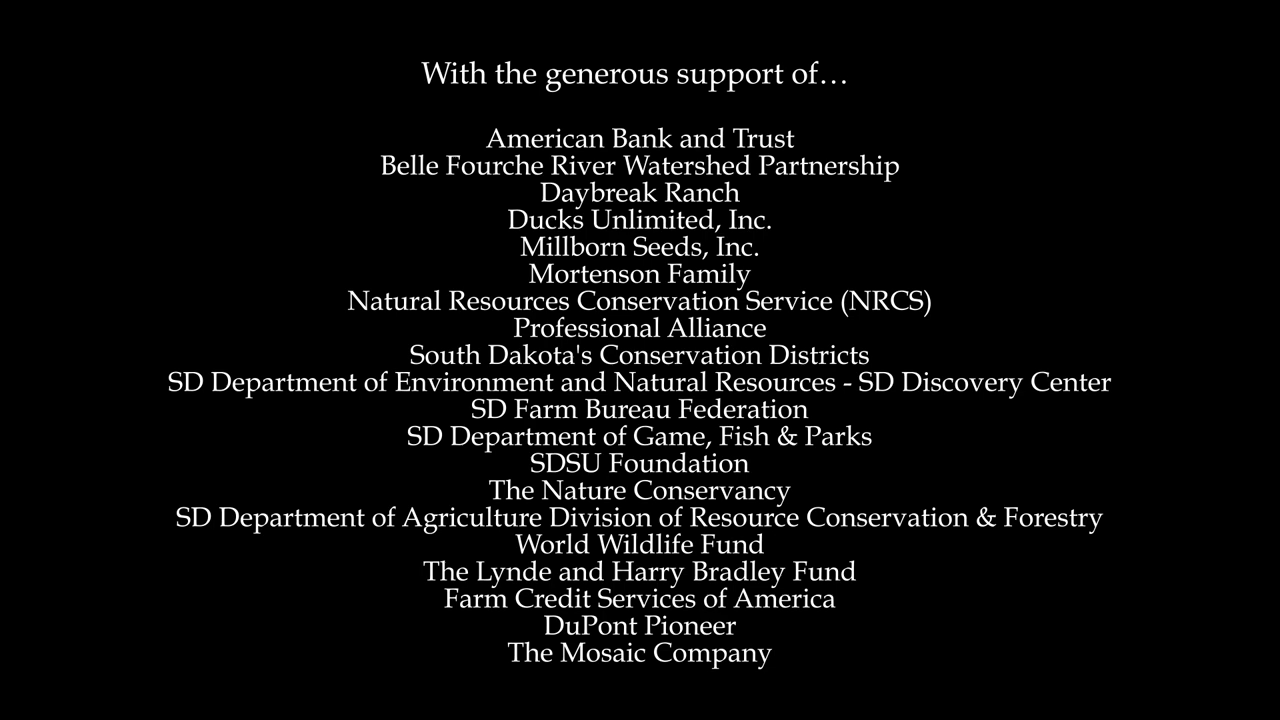 With the generous support of…
American Bank and Trust
Belle Fourche River Watershed Partnership
Daybreak Ranch
Ducks Unlimited, Inc.
Millborn Seeds, Inc.
Mortenson Family
Natural Resources Conservation Service (NRCS)
Professional Alliance
South Dakota's Conservation Districts
SD Department of Environment and Natural Resources - SD Discovery Center
SD Farm Bureau Federation
SD Department of Game, Fish & Parks
SDSU Foundation
The Nature Conservancy
SD Department of Agriculture Division of Resource Conservation & Forestry
World Wildlife Fund
The Lynde and Harry Bradley Fund
Farm Credit Services of America
DuPont Pioneer
The Mosaic Company